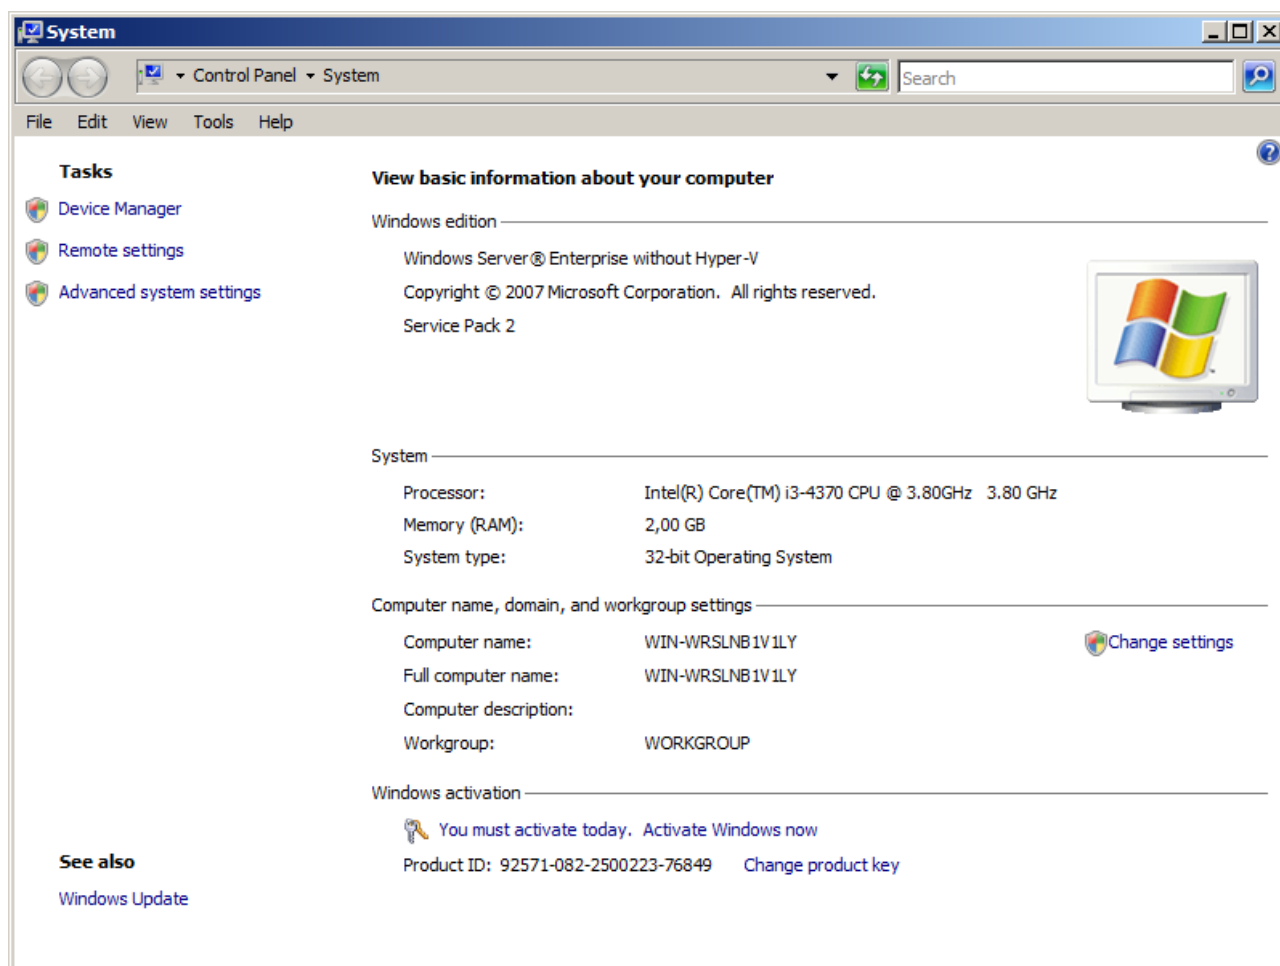 System
Control Panel System
Search
File Edit View Tools Help
Tasks
Device Manager
Remote settings
Advanced system settings
View basic information about your computer
Windows edition
Windows Server® Enterprise without Hyper-V
Copyright © 2007 Microsoft Corporation. All rights reserved.
Service Pack 2
System
Processor: Intel(R) Core(TM) i3-4370 CPU @ 3.80GHz 3.80 GHz
Memory (RAM): 2,00 GB
System type: 32-bit Operating System
Computer name, domain, and workgroup settings
Computer name: WIN-WRSLNB1V1LY Change settings
Full computer name: WIN-WRSLNB1V1LY
Computer description:
Workgroup: WORKGROUP
Windows activation
You must activate today. Activate Windows now
Product ID: 92571-082-2500223-76849 Change product key
See also
Windows Update